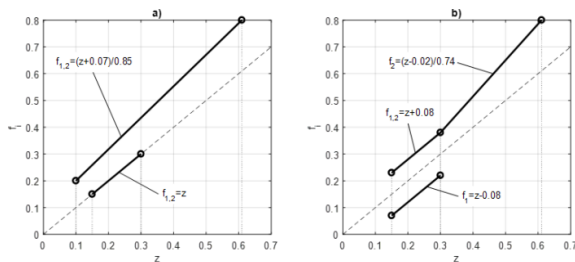 a)
0.8
0.7
0.6
0.5
0.4
0.3
0.2
0.1
0
f_i
f_{1,2}=(z+0.07)/0.85
f_{1,2}=z
0 0.1 0.2 0.3 0.4 0.5 0.6 0.7
z
b)
0.8
0.7
0.6
0.5
0.4
0.3
0.2
0.1
0
f_i
f_2=(z-0.02)/0.74
f_{1,2}=z+0.08
f_1=z-0.08
0 0.1 0.2 0.3 0.4 0.5 0.6 0.7
z